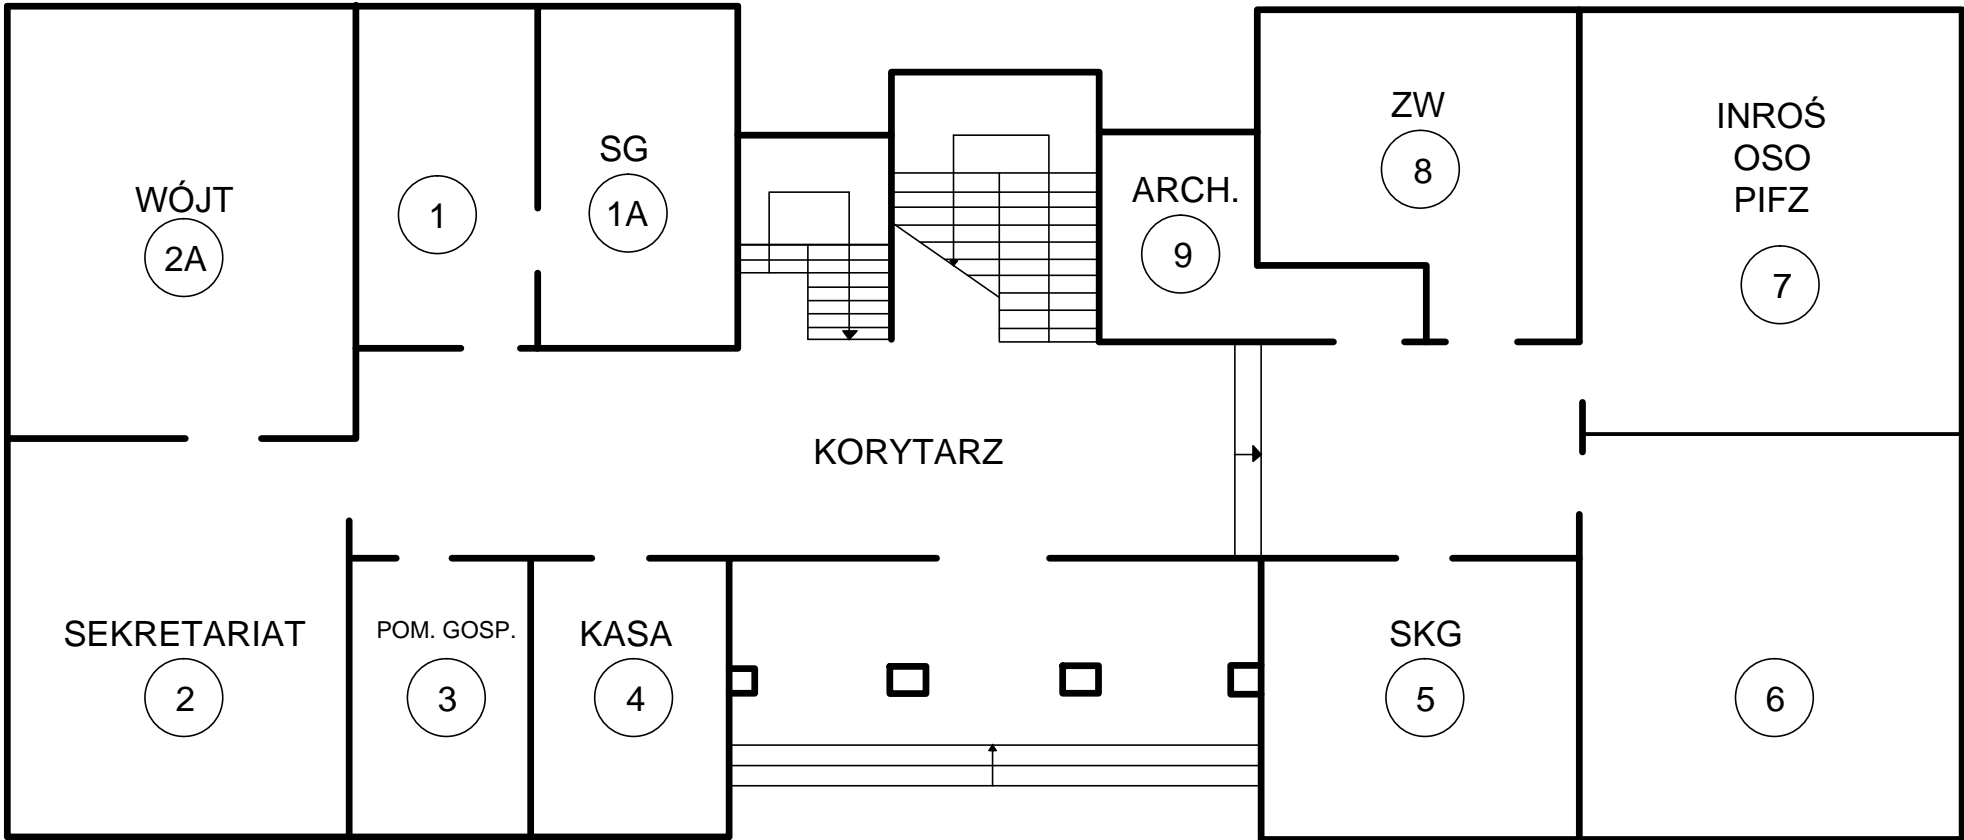 WÓJT
2A
1
SG
1A
ARCH.
9
ZW
8
INROŚ
OSO
PIFZ
7
KORYTARZ
SEKRETARIAT
2
POM. GOSP.
3
KASA
4
SKG
5
6